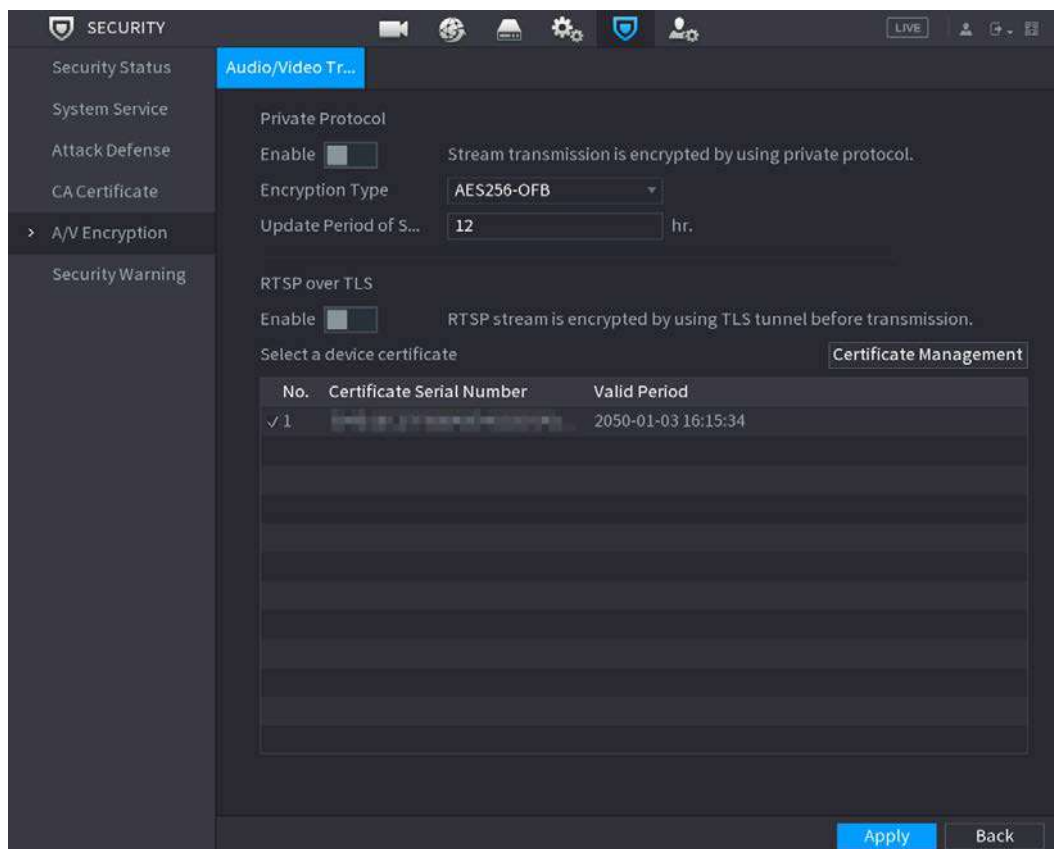 SECURITY
LIVE
Security Status
System Service
Attack Defense
CA Certificate
A/V Encryption
Security Warning
Audio/Video Tr...
Private Protocol
Enable Stream transmission is encrypted by using private protocol.
Encryption Type AES256-OFB
Update Period of S... 12 hr.
RTSP over TLS
Enable RTSP stream is encrypted by using TLS tunnel before transmission.
Select a device certificate Certificate Management
No. Certificate Serial Number Valid Period
1 2050-01-03 16:15:34
Apply Back